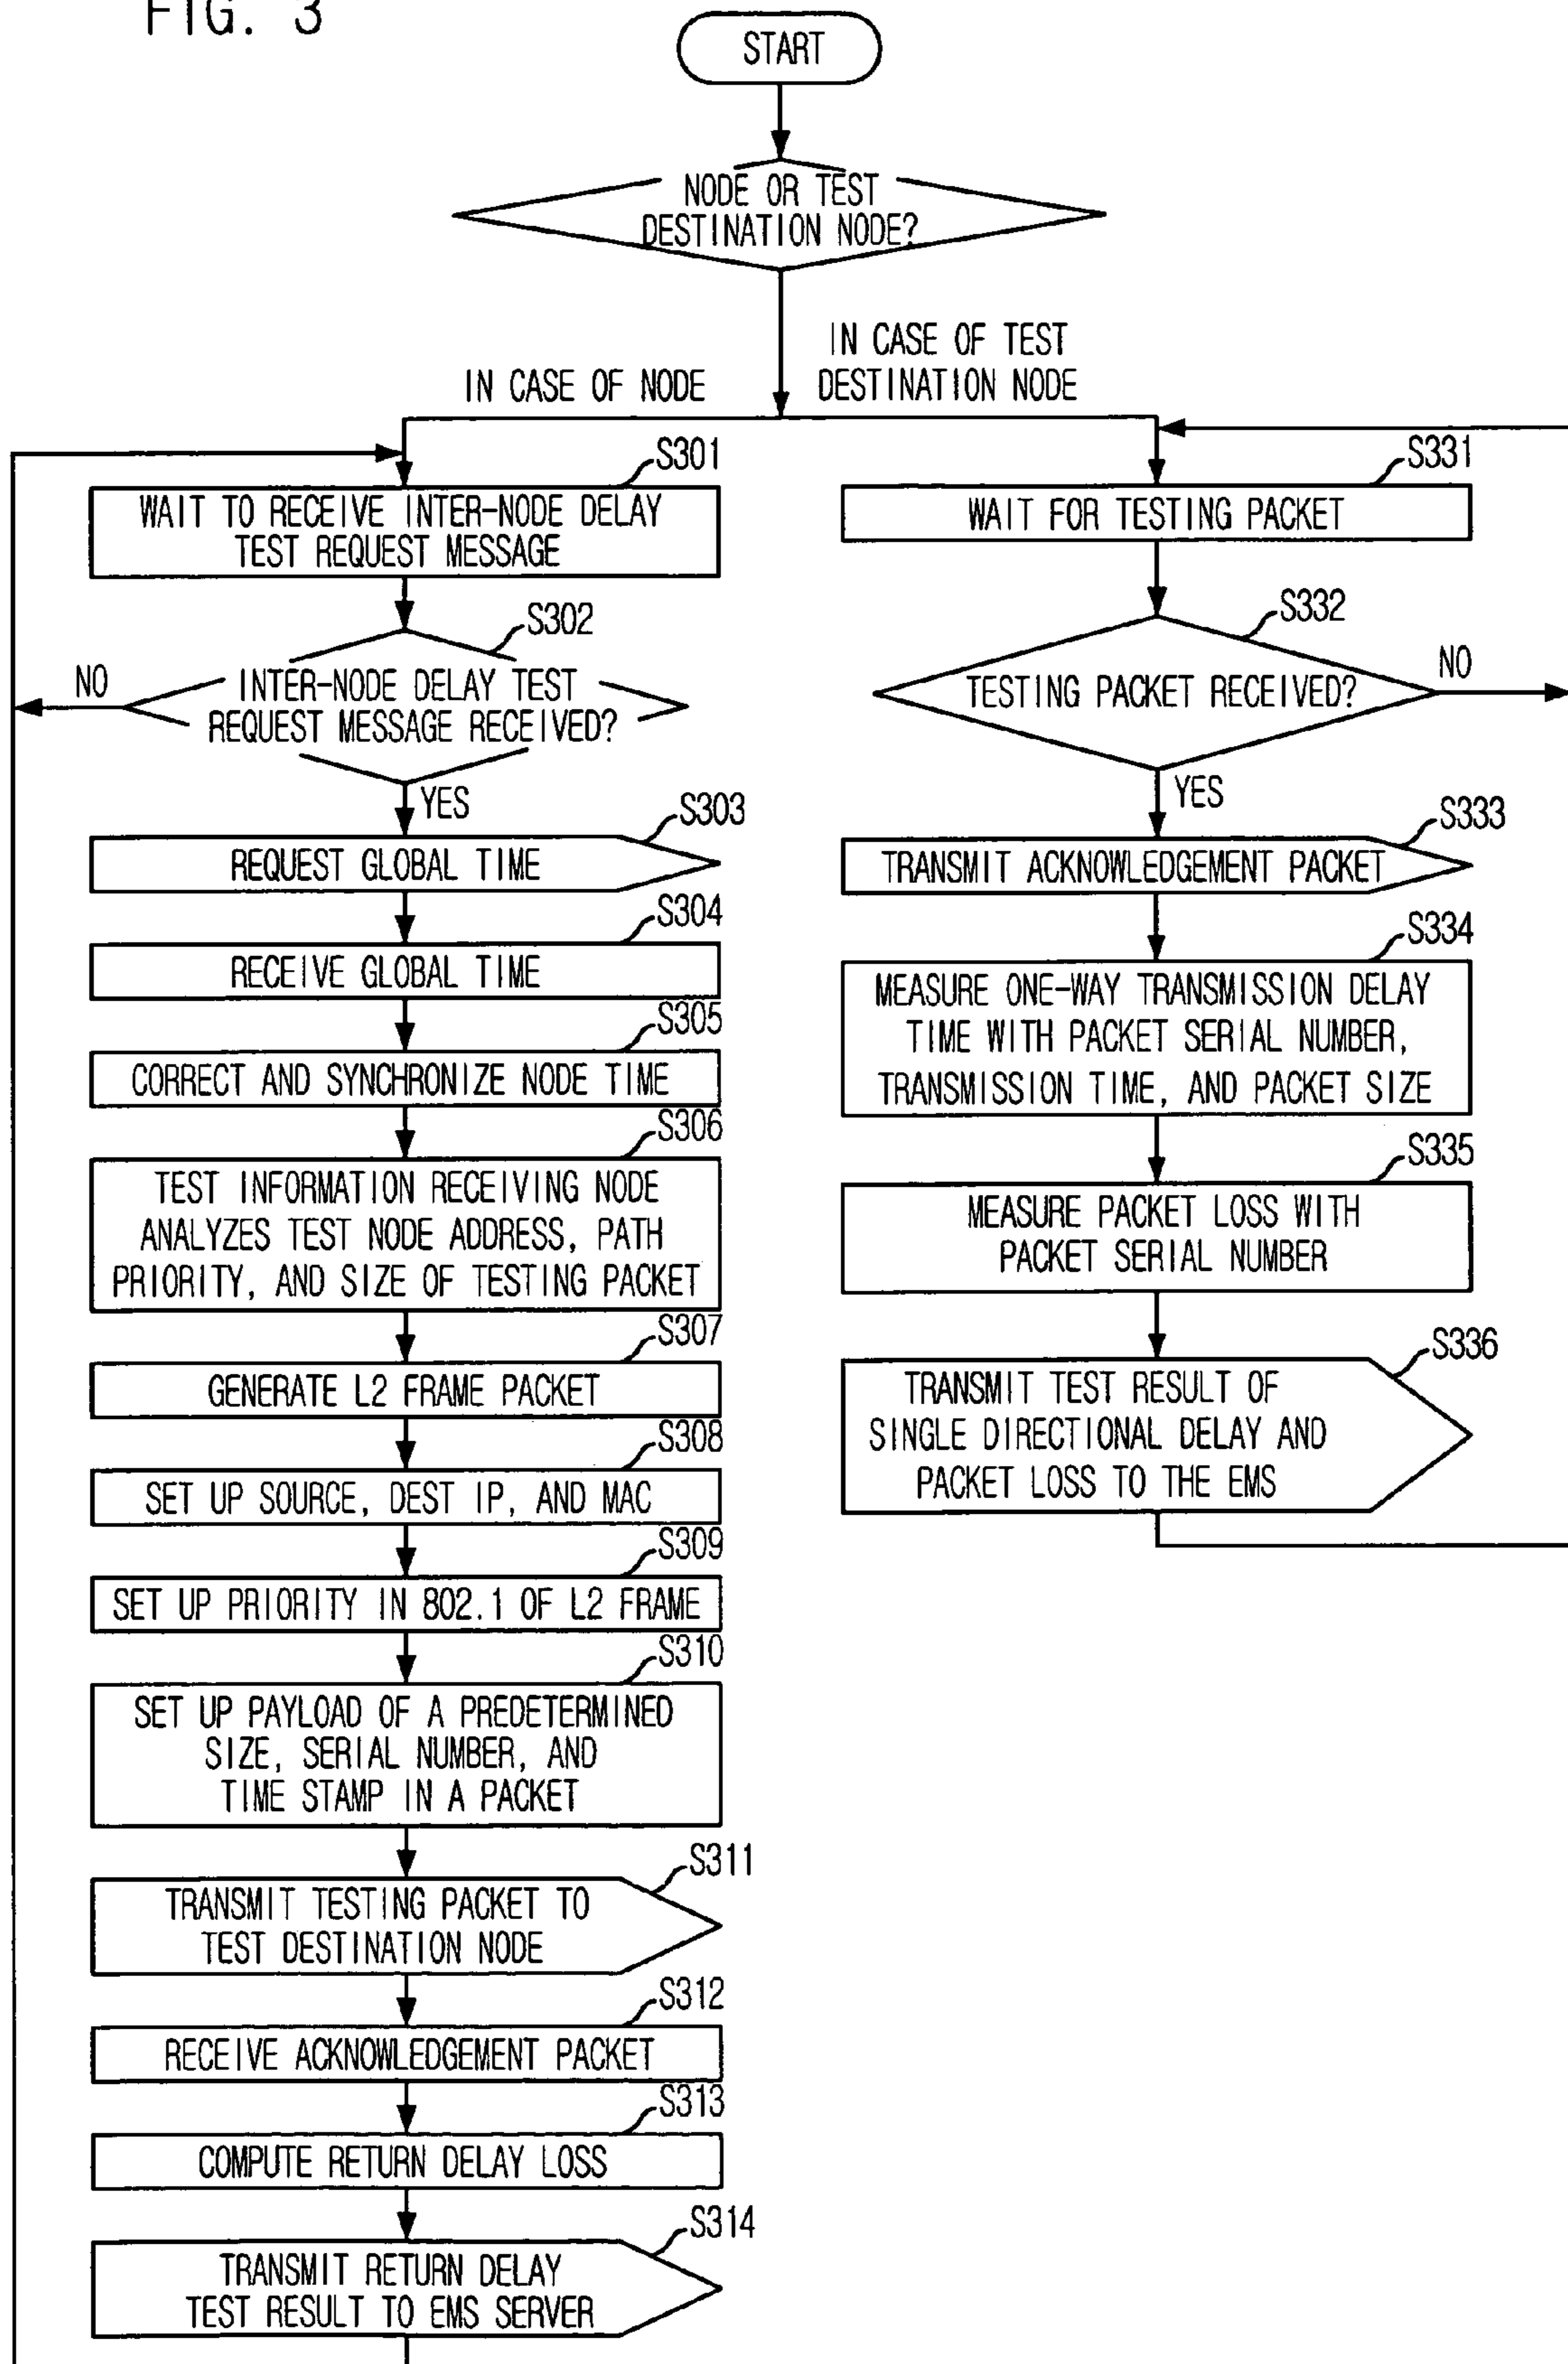 FIG. 3
START
NODE OR TEST
DESTINATION NODE?
IN CASE OF NODE
IN CASE OF TEST
DESTINATION NODE
S301
WAIT TO RECEIVE INTER-NODE DELAY
TEST REQUEST MESSAGE
S302
INTER-NODE DELAY TEST
REQUEST MESSAGE RECEIVED?
NO
YES
S303
REQUEST GLOBAL TIME
S304
RECEIVE GLOBAL TIME
S305
CORRECT AND SYNCHRONIZE NODE TIME
S306
TEST INFORMATION RECEIVING NODE
ANALYZES TEST NODE ADDRESS, PATH
PRIORITY, AND SIZE OF TESTING PACKET
S307
GENERATE L2 FRAME PACKET
S308
SET UP SOURCE, DEST IP, AND MAC
S309
SET UP PRIORITY IN 802.1 OF L2 FRAME
S310
SET UP PAYLOAD OF A PREDETERMINED
SIZE, SERIAL NUMBER, AND
TIME STAMP IN A PACKET
S311
TRANSMIT TESTING PACKET TO
TEST DESTINATION NODE
S312
RECEIVE ACKNOWLEDGEMENT PACKET
S313
COMPUTE RETURN DELAY LOSS
S314
TRANSMIT RETURN DELAY
TEST RESULT TO EMS SERVER
S331
WAIT FOR TESTING PACKET
S332
TESTING PACKET RECEIVED?
NO
YES
S333
TRANSMIT ACKNOWLEDGEMENT PACKET
S334
MEASURE ONE-WAY TRANSMISSION DELAY
TIME WITH PACKET SERIAL NUMBER,
TRANSMISSION TIME, AND PACKET SIZE
S335
MEASURE PACKET LOSS WITH
PACKET SERIAL NUMBER
S336
TRANSMIT TEST RESULT OF
SINGLE DIRECTIONAL DELAY AND
PACKET LOSS TO THE EMS